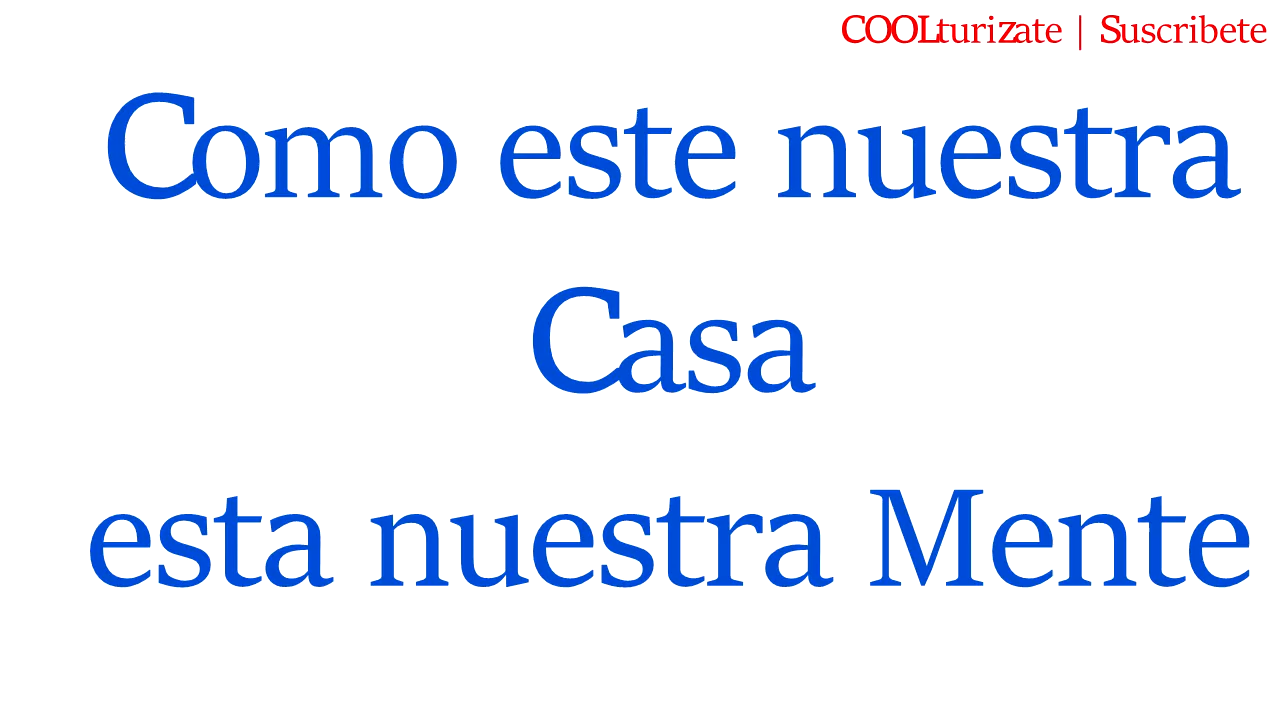 COOLturizate | Suscribete
Como este nuestra
Casa
esta nuestra Mente